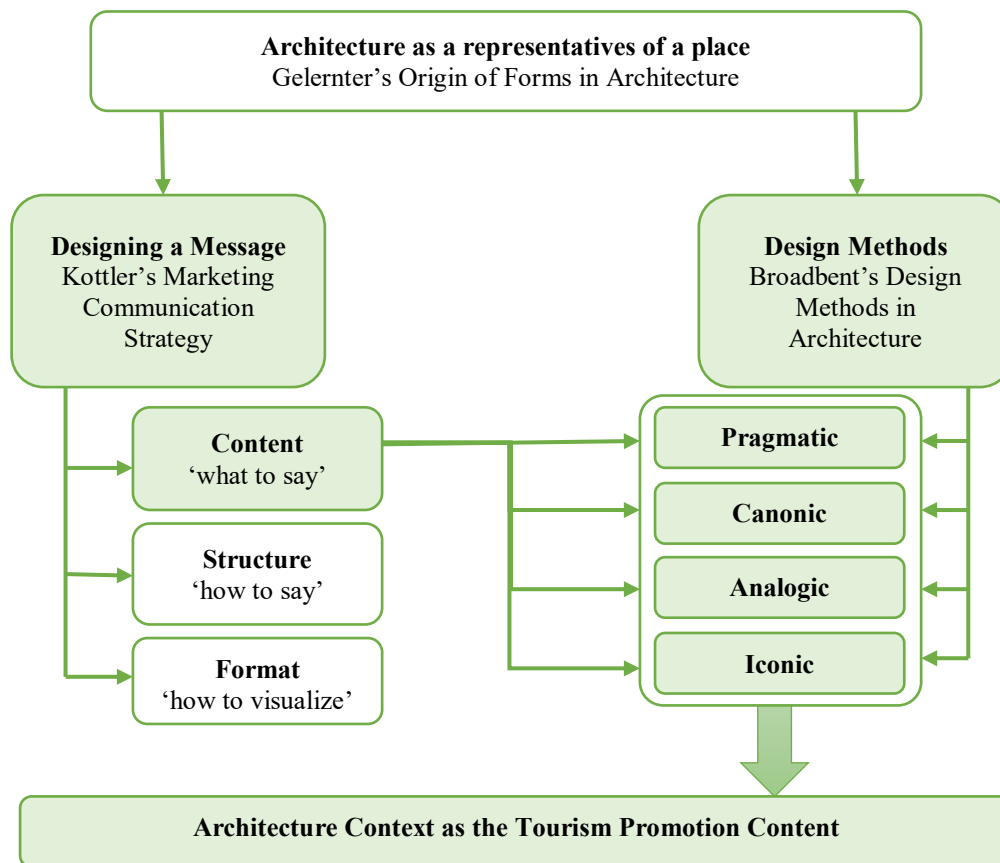 Architecture as a representatives of a place
Gelernter’s Origin of Forms in Architecture
Designing a Message
Kottler’s Marketing
Communication
Strategy
Design Methods
Broadbent’s Design
Methods in
Architecture
Content
‘what to say’
Structure
‘how to say’
Format
‘how to visualize’
Pragmatic
Canonic
Analogic
Iconic
Architecture Context as the Tourism Promotion Content